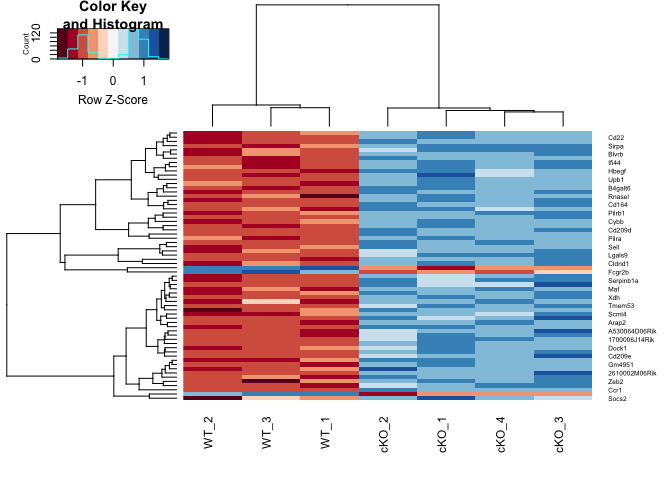 Color Key
and Histogram
Count
0
120
-1 0 1
Row Z-Score
Cd22
Sirpa
Blvrb
Ifi44
Hbegf
Upb1
B4galt6
Rnasel
Cd164
Pilrb1
Cybb
Cd209d
Pilra
Sell
Lgals9
Cldnd1
Fcgr2b
Serpinb1a
Maf
Xdh
Tmem53
Scml4
Arap2
A530064D06Rik
1700006J14Rik
Dock1
Cd209e
Gm4951
2610002M06Rik
Zeb2
Ccr1
Socs2
WT_2 WT_3 WT_1 cKO_2 cKO_1 cKO_4 cKO_3